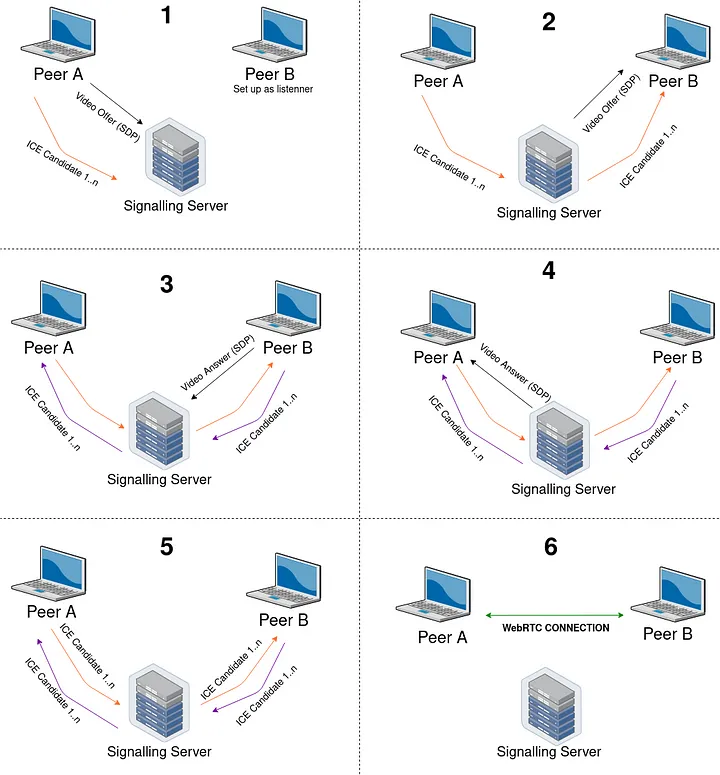 1
Peer A
Peer B
Set up as listenner
Video Offer (SDP)
ICE Candidate 1..n
Signalling Server
2
Peer A
Peer B
Video Offer (SDP)
ICE Candidate 1..n
ICE Candidate 1..n
Signalling Server
3
Peer A
Peer B
Video Answer (SDP)
ICE Candidate 1..n
ICE Candidate 1..n
Signalling Server
4
Peer A
Peer B
Video Answer (SDP)
ICE Candidate 1..n
ICE Candidate 1..n
Signalling Server
5
Peer A
Peer B
ICE Candidate 1..n
ICE Candidate 1..n
ICE Candidate 1..n
ICE Candidate 1..n
Signalling Server
6
Peer A
Peer B
WebRTC CONNECTION
Signalling Server